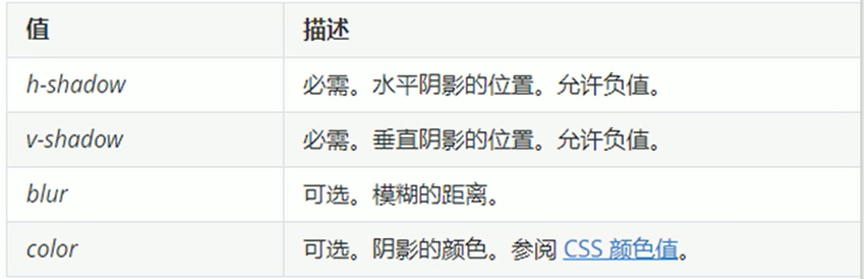 值 描述
h-shadow 必需。水平阴影的位置。允许负值。
v-shadow 必需。垂直阴影的位置。允许负值。
blur 可选。模糊的距离。
color 可选。阴影的颜色。参阅 CSS 颜色值。